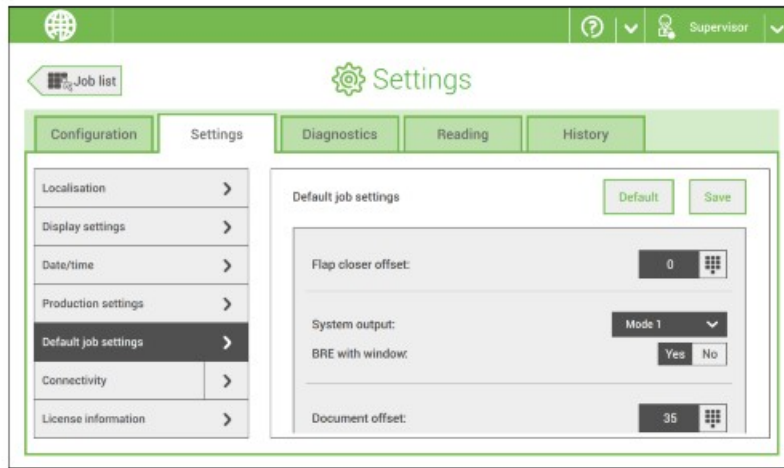 Supervisor
Job list
Settings
Configuration
Settings
Diagnostics
Reading
History
Localisation
Display settings
Date/time
Production settings
Default job settings
Connectivity
License information
Default job settings
Default
Save
Flap closer offset:
0
System output:
Mode 1
BRE with window:
Yes No
Document offset:
35